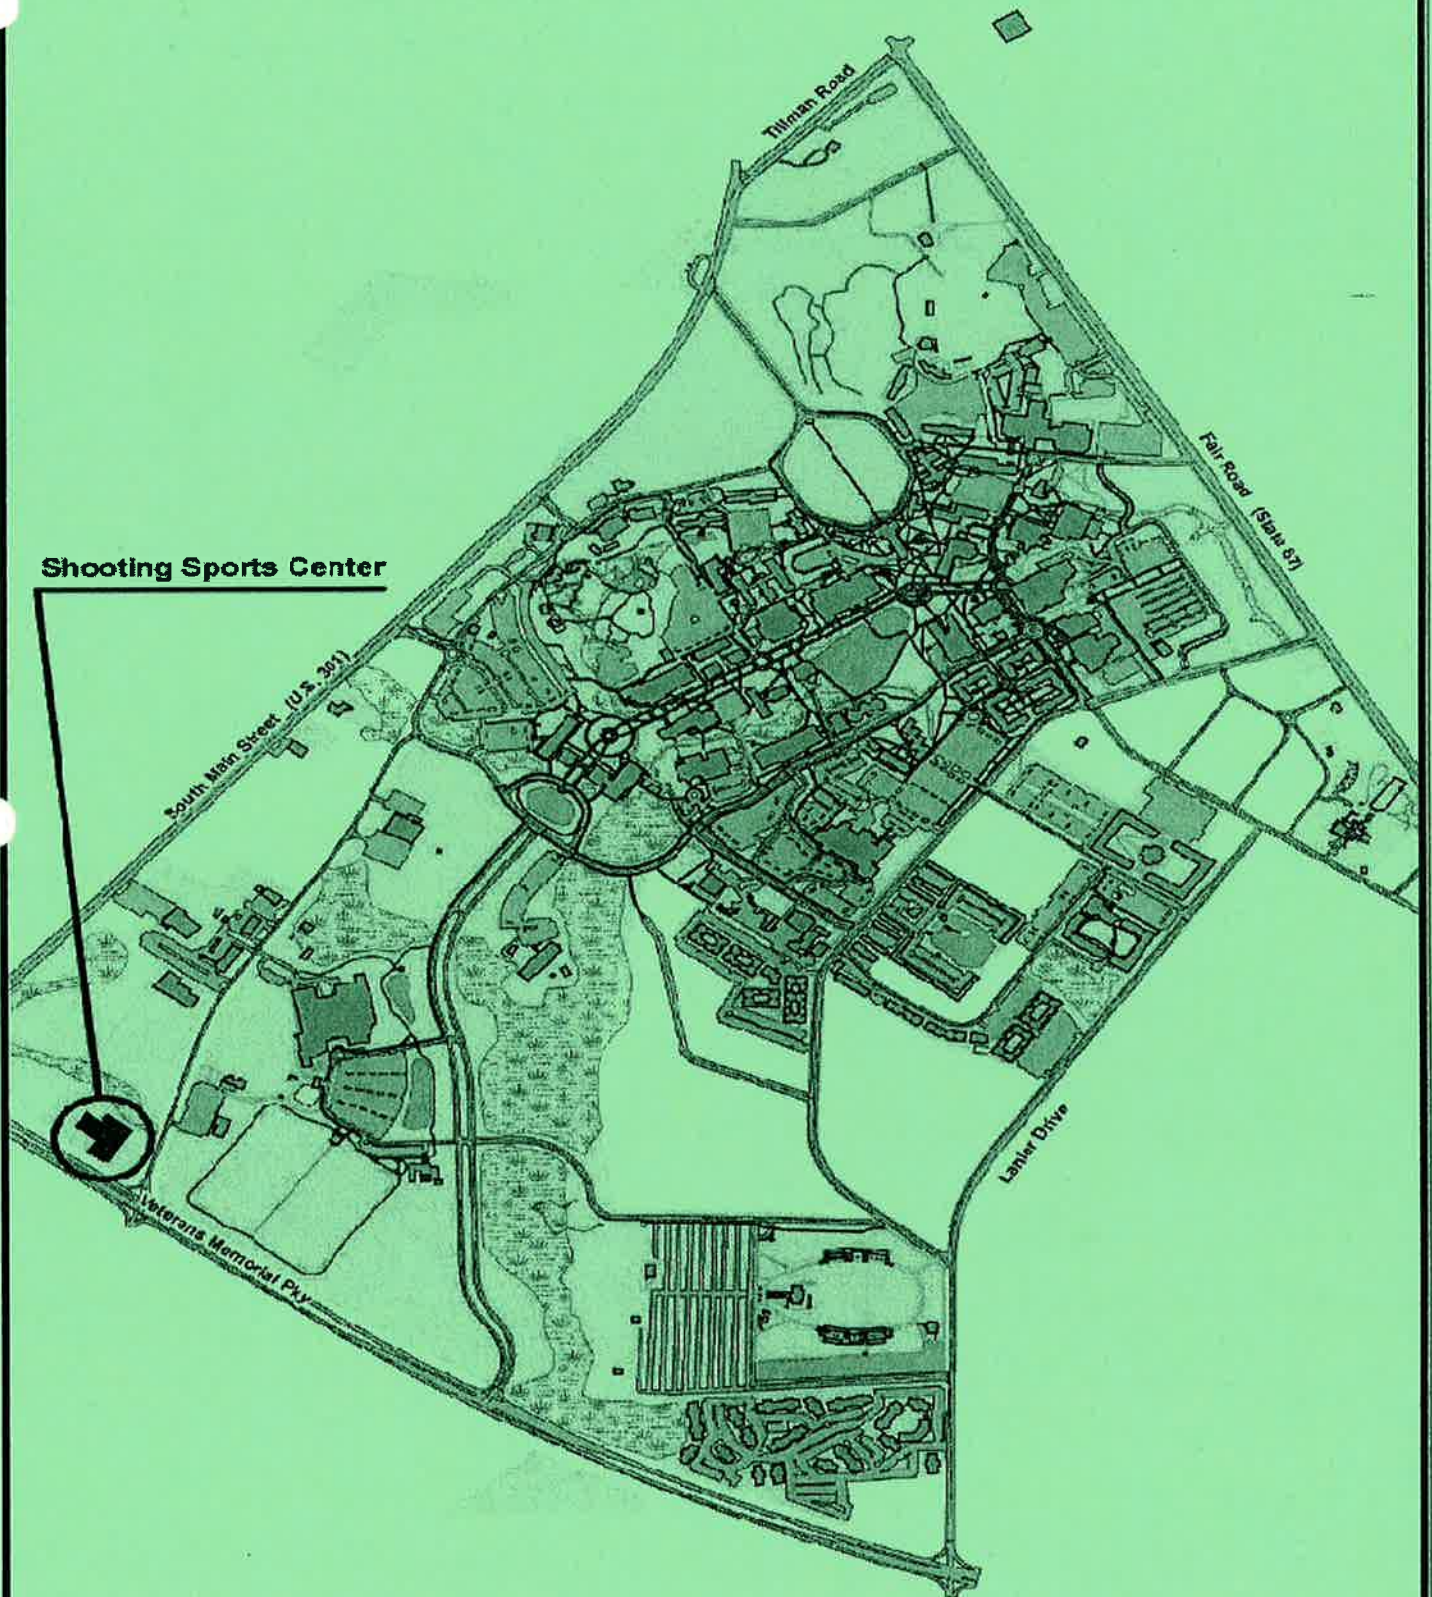 Tillman Road
Fair Road (State 67)
Shooting Sports Center
South Main Street (U.S. 301)
Lanier Drive
Veterans Memorial Pky